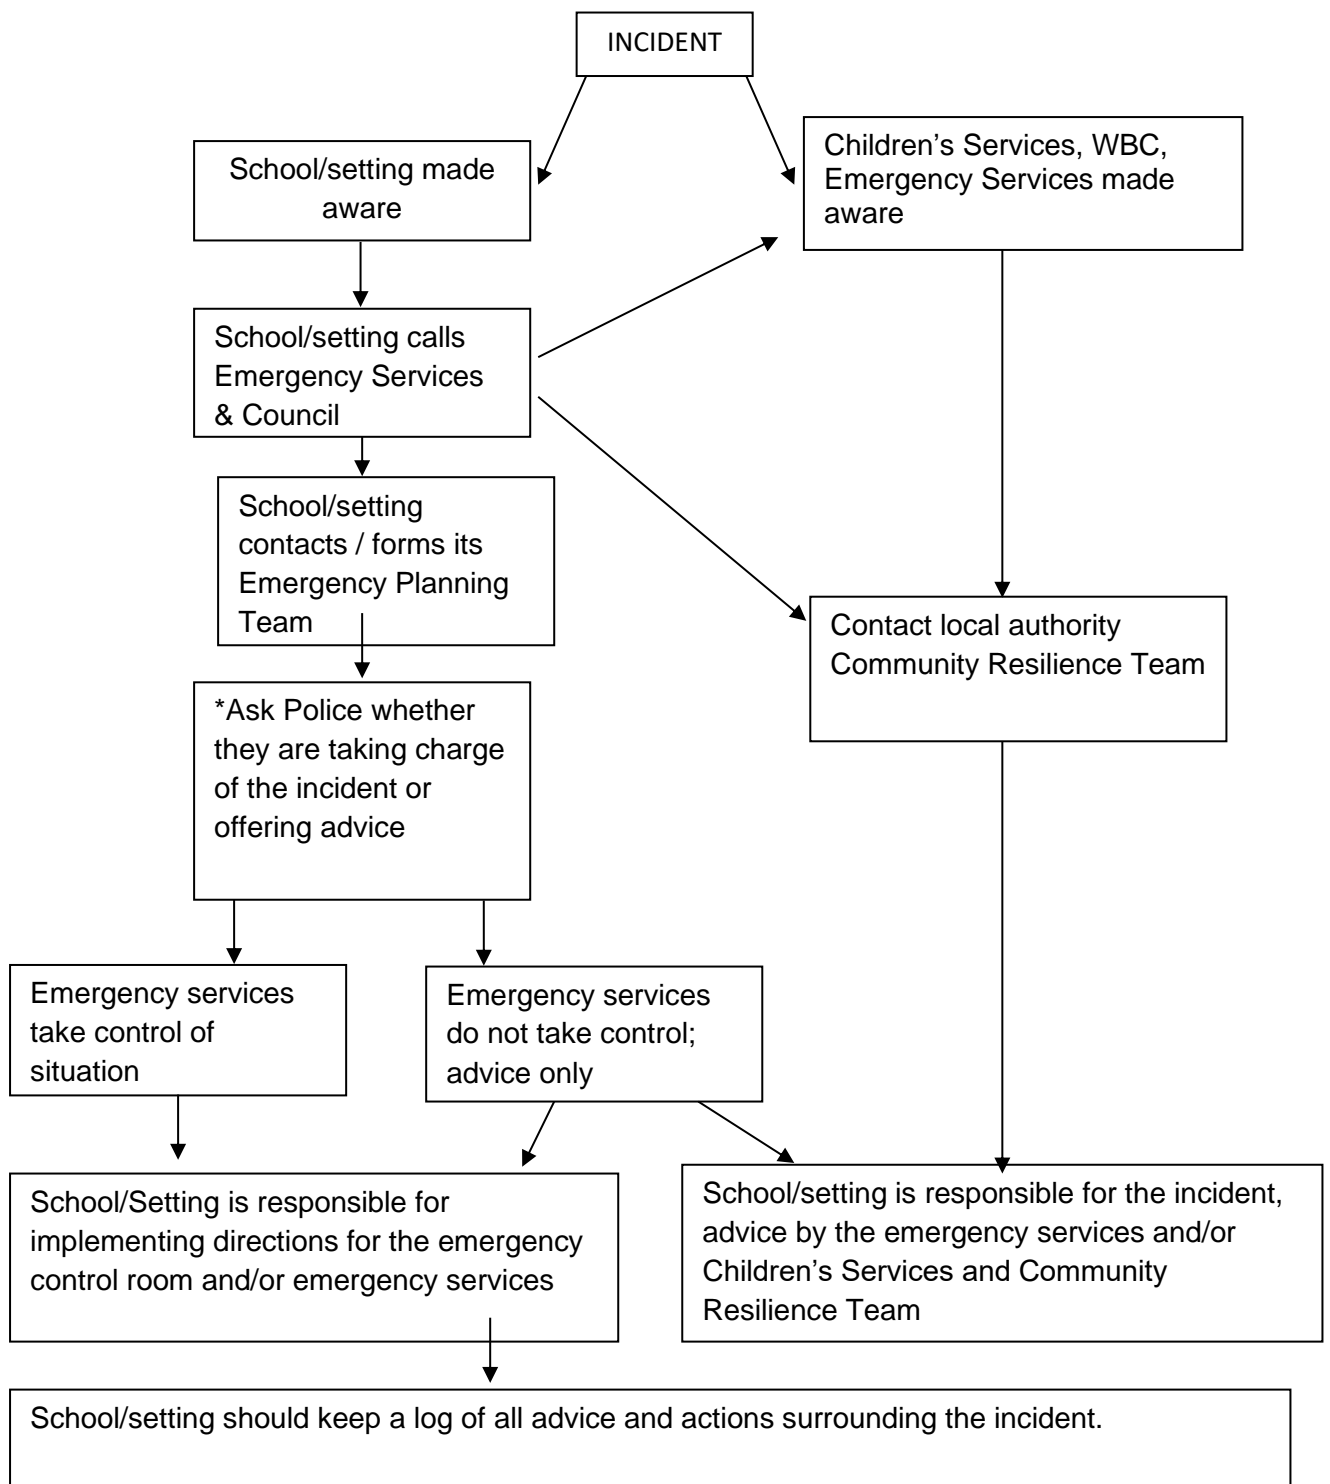 INCIDENT
School/setting made
aware
Children’s Services, WBC,
Emergency Services made
aware
School/setting calls
Emergency Services
& Council
School/setting
contacts / forms its
Emergency Planning
Team
Contact local authority
Community Resilience Team
*Ask Police whether
they are taking charge
of the incident or
offering advice
Emergency services
take control of
situation
Emergency services
do not take control;
advice only
School/Setting is responsible for
implementing directions for the emergency
control room and/or emergency services
School/setting is responsible for the incident,
advice by the emergency services and/or
Children’s Services and Community
Resilience Team
School/setting should keep a log of all advice and actions surrounding the incident.